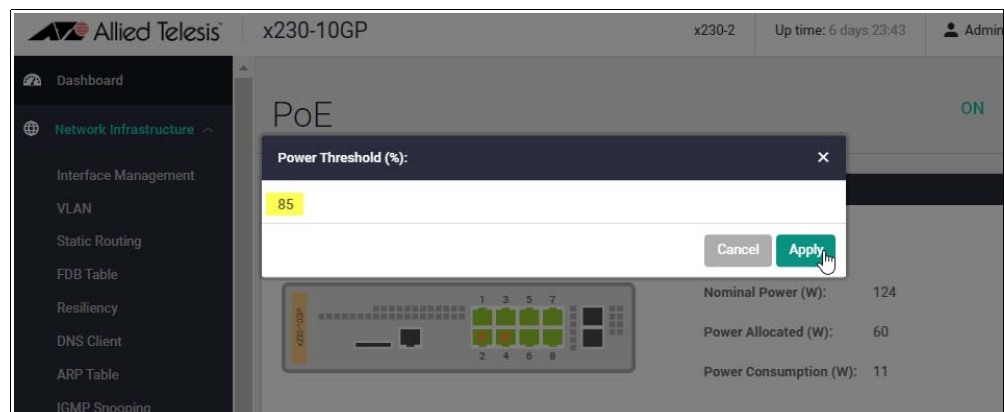 Allied Telesis
x230-10GP
x230-2
Up time: 6 days 23:43
Admin
Dashboard
Network Infrastructure
Interface Management
VLAN
Static Routing
FDB Table
Resiliency
DNS Client
ARP Table
IGMP Snooping
PoE
ON
Power Threshold (%):
85
Cancel
Apply
x230-10GP
1 3 5 7
2 4 6 8
Nominal Power (W): 124
Power Allocated (W): 60
Power Consumption (W): 11